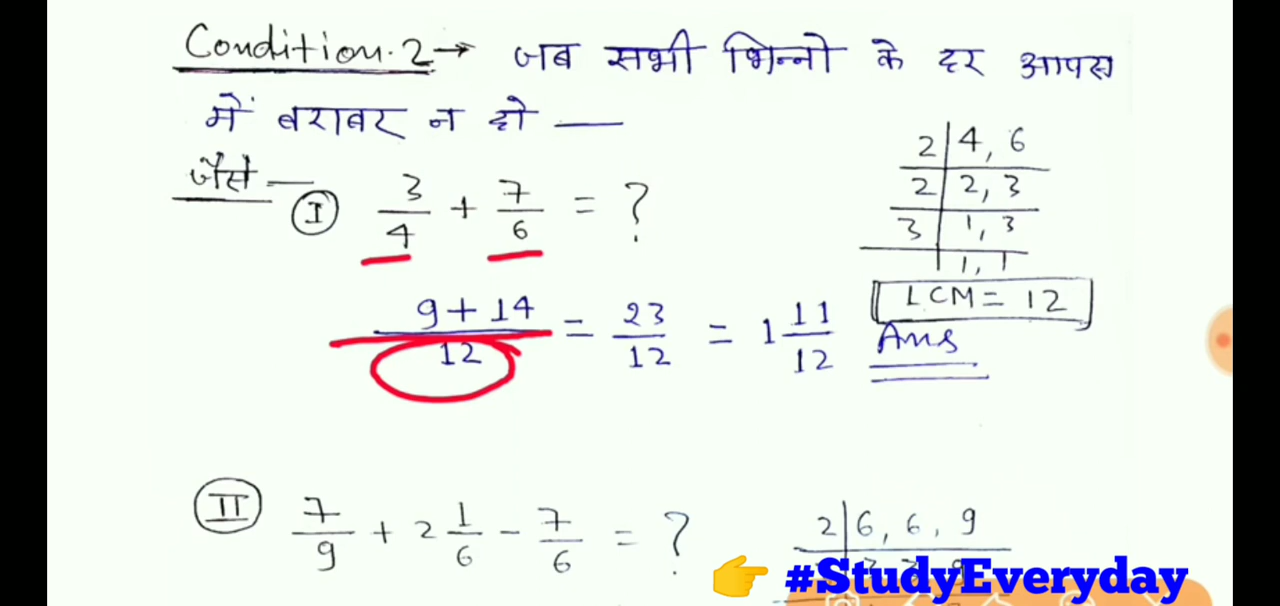 Condition.2→ जब सभी भिन्नो के हर आपस
में बराबर न हो —
जैसे —
I 3/4 + 7/6 = ?
9 + 14/12 = 23/12 = 1 11/12 Ans
2 | 4, 6
2 | 2, 3
3 | 1, 3
| 1, 1
LCM = 12
II 7/9 + 2 1/6 - 7/6 = ?
2 | 6, 6, 9
👉 #StudyEveryday